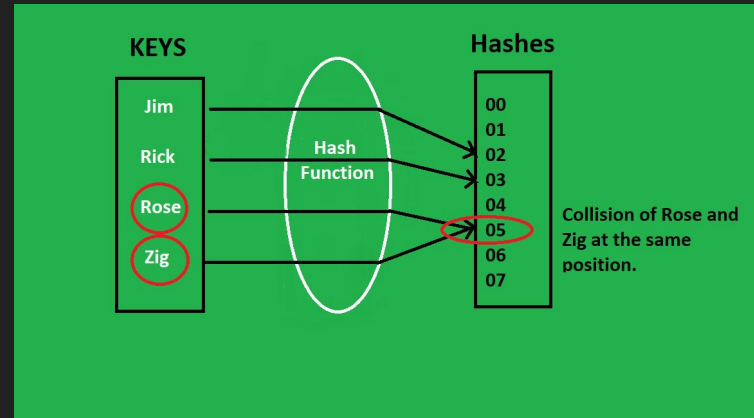 KEYS
Jim
Rick
Rose
Zig
Hash
Function
Hashes
00
01
02
03
04
05
06
07
Collision of Rose and
Zig at the same
position.